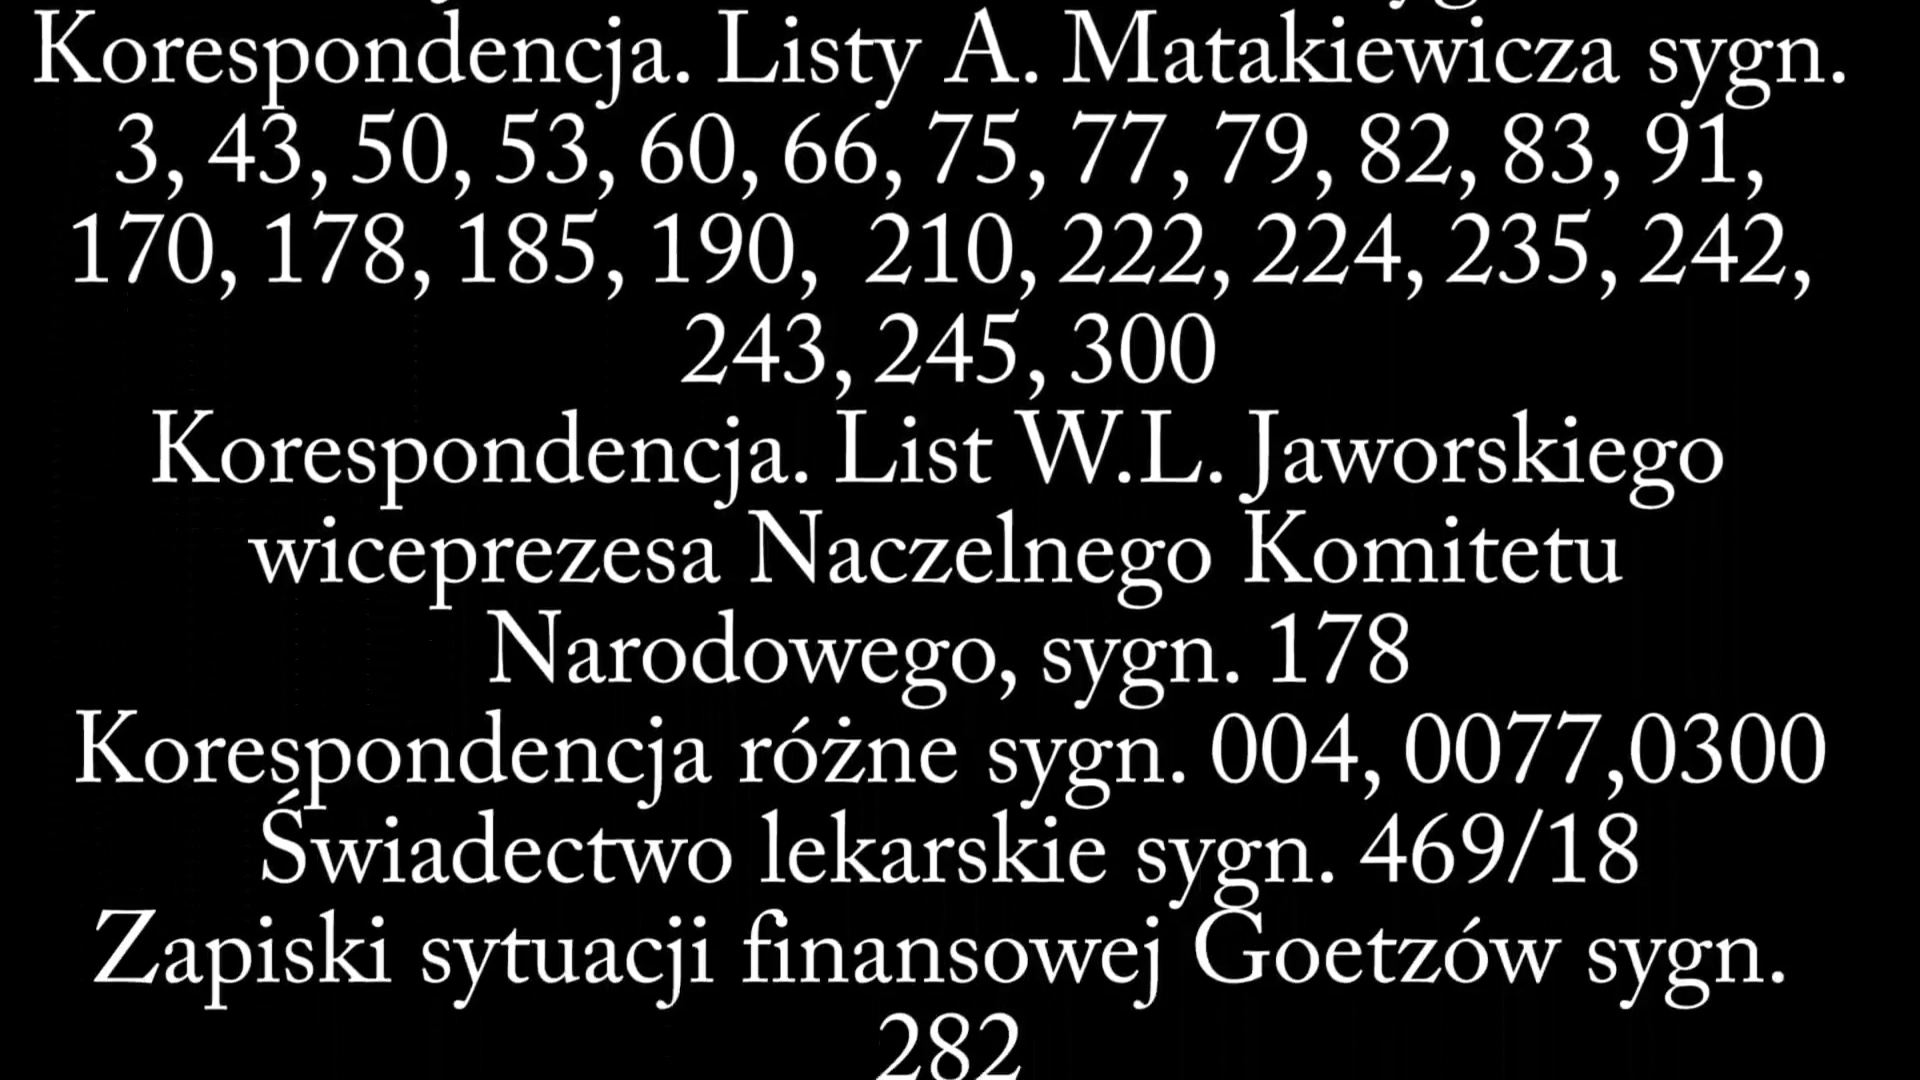 Korespondencja. Listy A. Matakiewicza sygn.
3, 43, 50, 53, 60, 66, 75, 77, 79, 82, 83, 91,
170, 178, 185, 190, 210, 222, 224, 235, 242,
243, 245, 300
Korespondencja. List W.L. Jaworskiego
wiceprezesa Naczelnego Komitetu
Narodowego, sygn. 178
Korespondencja różne sygn. 004, 0077,0300
Świadectwo lekarskie sygn. 469/18
Zapiski sytuacji finansowej Goetzów sygn.
282